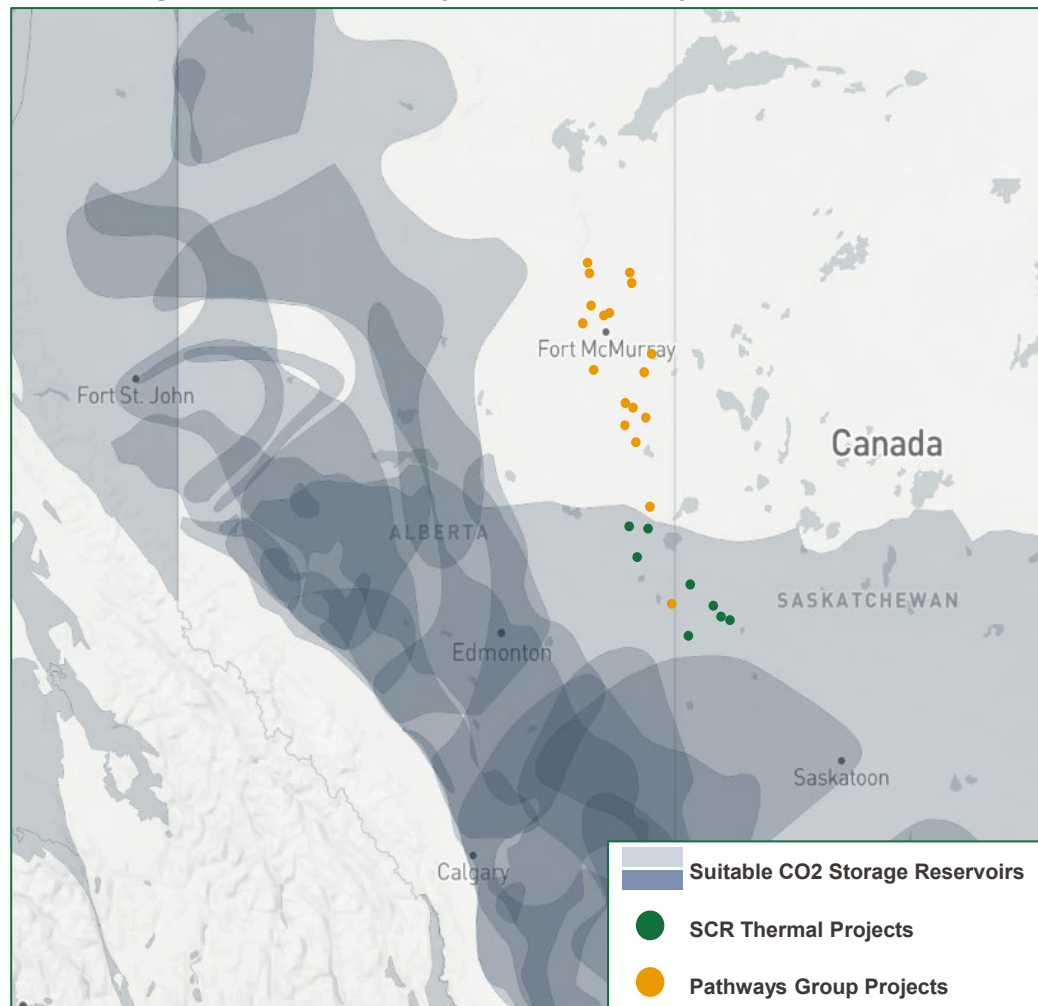 Fort McMurray
Fort St. John
Canada
ALBERTA
SASKATCHEWAN
Edmonton
Saskatoon
Calgary
Suitable CO2 Storage Reservoirs
SCR Thermal Projects
Pathways Group Projects